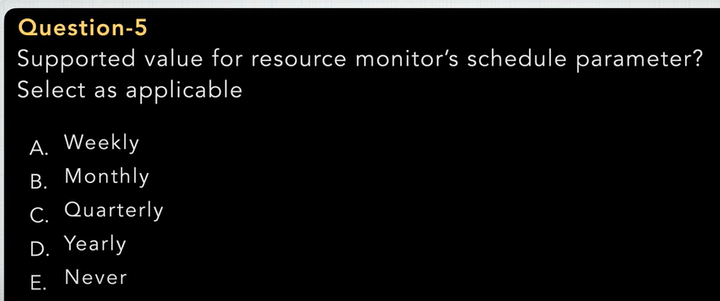 Question-5
Supported value for resource monitor's schedule parameter?
Select as applicable
A. Weekly
B. Monthly
C. Quarterly
D. Yearly
E. Never